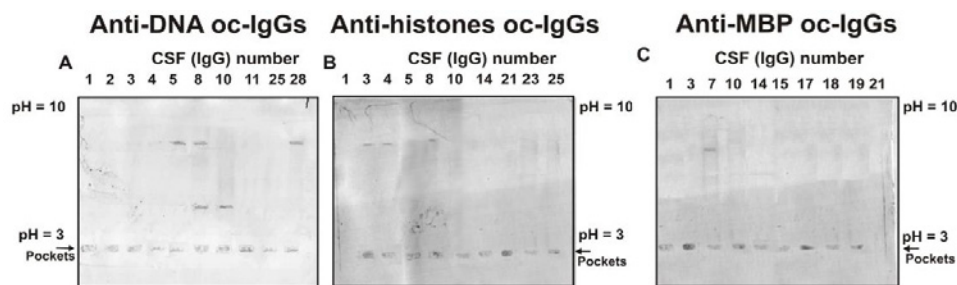 Anti-DNA oc-IgGs
CSF (IgG) number
A
1 2 3 4 5 8 10 11 25 28
pH = 10
pH = 3
Pockets
Anti-histones oc-IgGs
CSF (IgG) number
B
1 3 4 5 8 10 14 21 23 25
pH = 10
pH = 3
Pockets
Anti-MBP oc-IgGs
CSF (IgG) number
C
1 3 7 10 14 15 17 18 19 21
pH = 10
pH = 3
Pockets